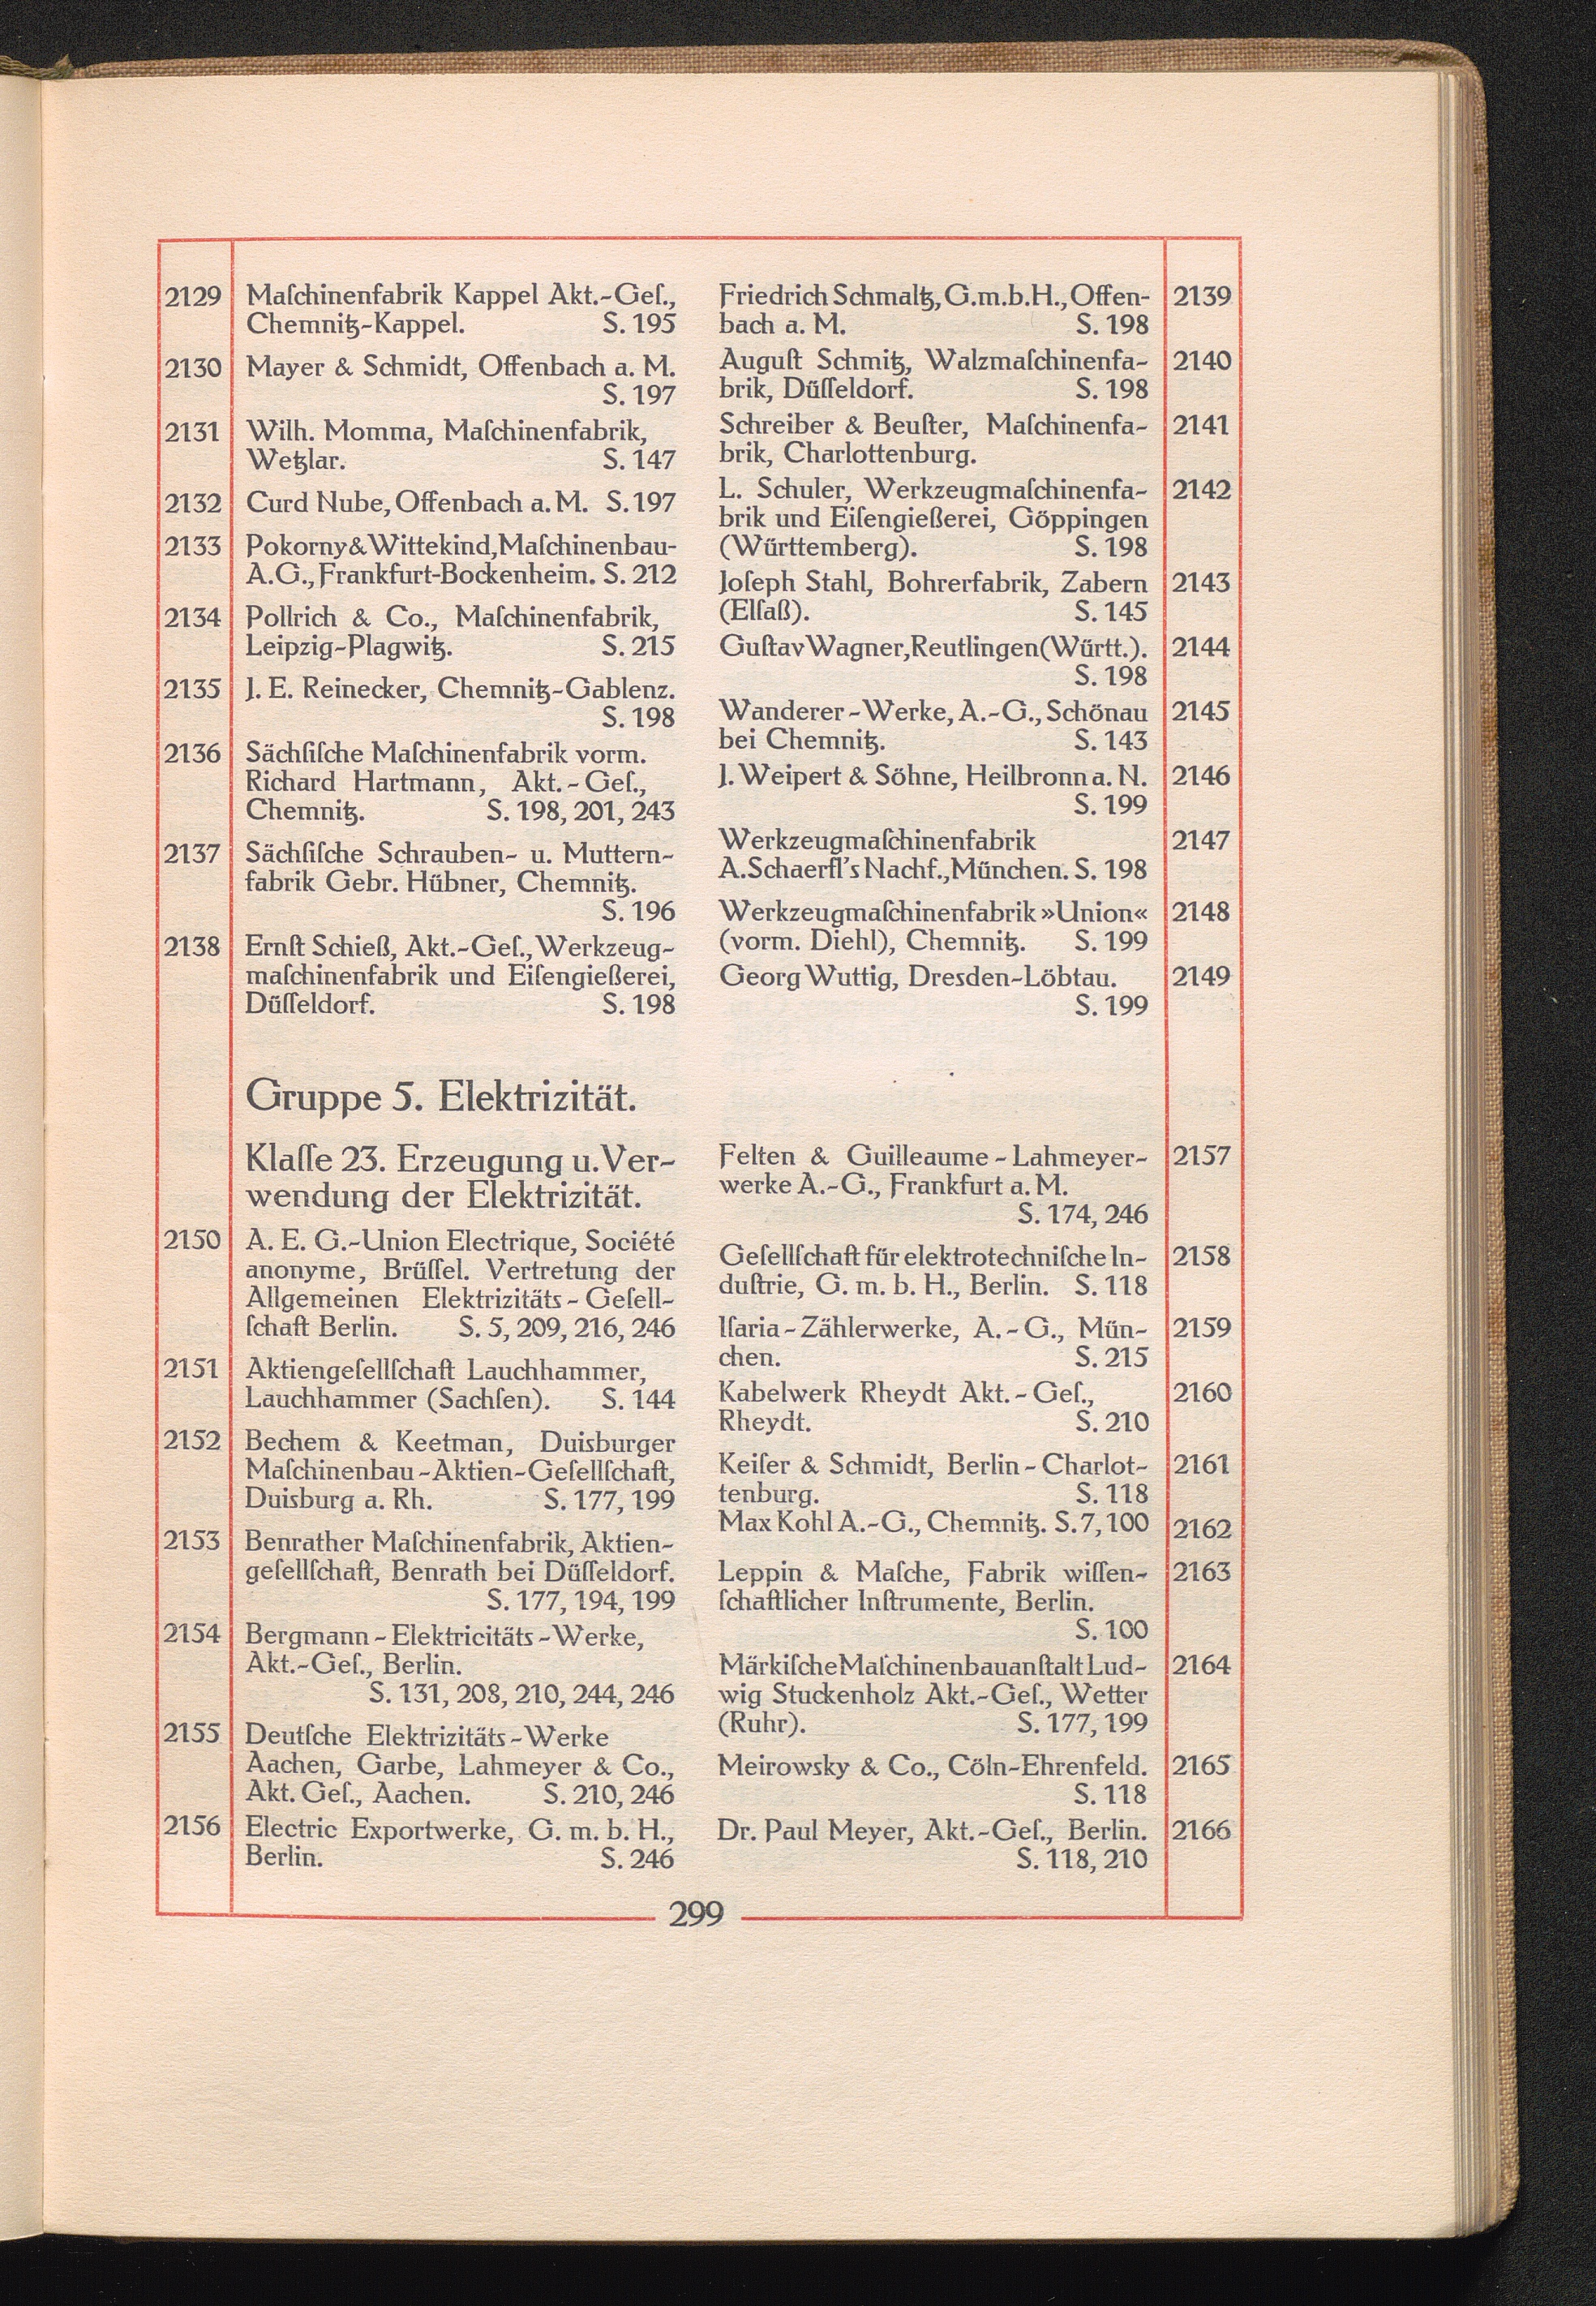 2129 Maſchinenfabrik Kappel Akt.-Geſ.,
Chemnitz-Kappel. S. 195
2130 Mayer & Schmidt, Offenbach a. M.
S. 197
2131 Wilh. Momma, Maſchinenfabrik,
Wetzlar. S. 147
2132 Curd Nube, Offenbach a. M. S. 197
2133 Pokorny & Wittekind, Maſchinenbau-
A.G., Frankfurt-Bockenheim. S. 212
2134 Pollrich & Co., Maſchinenfabrik,
Leipzig-Plagwitz. S. 215
2135 J. E. Reinecker, Chemnitz-Gablenz.
S. 198
2136 Sächſiſche Maſchinenfabrik vorm.
Richard Hartmann, Akt.-Geſ.,
Chemnitz. S. 198, 201, 243
2137 Sächſiſche Schrauben- u. Muttern-
fabrik Gebr. Hübner, Chemnitz.
S. 196
2138 Ernſt Schieß, Akt.-Geſ., Werkzeug-
maſchinenfabrik und Eiſengießerei,
Düſſeldorf. S. 198
Friedrich Schmaltz, G.m.b.H., Offen- 2139
bach a. M. S. 198
Auguſt Schmitz, Walzmaſchinenfa- 2140
brik, Düſſeldorf. S. 198
Schreiber & Beuſter, Maſchinenfa- 2141
brik, Charlottenburg.
L. Schuler, Werkzeugmaſchinenfa- 2142
brik und Eiſengießerei, Göppingen
(Württemberg). S. 198
Joſeph Stahl, Bohrerfabrik, Zabern 2143
(Elſaß). S. 145
Guſtav Wagner, Reutlingen (Württ.). 2144
S. 198
Wanderer-Werke, A.-G., Schönau 2145
bei Chemnitz. S. 143
J. Weipert & Söhne, Heilbronn a. N. 2146
S. 199
Werkzeugmaſchinenfabrik 2147
A. Schaerfl's Nachf., München. S. 198
Werkzeugmaſchinenfabrik »Union« 2148
(vorm. Diehl), Chemnitz. S. 199
Georg Wuttig, Dresden-Löbtau. 2149
S. 199
Gruppe 5. Elektrizität.
Klaſſe 23. Erzeugung u. Ver-
wendung der Elektrizität.
2150 A. E. G.-Union Electrique, Société
anonyme, Brüſſel. Vertretung der
Allgemeinen Elektrizitäts-Geſell-
ſchaft Berlin. S. 5, 209, 216, 246
2151 Aktiengeſellſchaft Lauchhammer,
Lauchhammer (Sachſen). S. 144
2152 Bechem & Keetman, Duisburger
Maſchinenbau-Aktien-Geſellſchaft,
Duisburg a. Rh. S. 177, 199
2153 Benrather Maſchinenfabrik, Aktien-
geſellſchaft, Benrath bei Düſſeldorf.
S. 177, 194, 199
2154 Bergmann-Elektricitäts-Werke,
Akt.-Geſ., Berlin.
S. 131, 208, 210, 244, 246
2155 Deutſche Elektrizitäts-Werke
Aachen, Garbe, Lahmeyer & Co.,
Akt. Geſ., Aachen. S. 210, 246
2156 Electric Exportwerke, G. m. b. H.,
Berlin. S. 246
Felten & Guilleaume-Lahmeyer- 2157
werke A.-G., Frankfurt a. M.
S. 174, 246
Geſellſchaft für elektrotechniſche In- 2158
duſtrie, G. m. b. H., Berlin. S. 118
Iſaria-Zählerwerke, A.-G., Mün- 2159
chen. S. 215
Kabelwerk Rheydt Akt.-Geſ., 2160
Rheydt. S. 210
Keiſer & Schmidt, Berlin-Charlot- 2161
tenburg. S. 118
Max Kohl A.-G., Chemnitz. S. 7, 100 2162
Leppin & Maſche, Fabrik wiſſen- 2163
ſchaftlicher Inſtrumente, Berlin.
S. 100
Märkiſche Maſchinenbauanſtalt Lud- 2164
wig Stuckenholz Akt.-Geſ., Wetter
(Ruhr). S. 177, 199
Meirowsky & Co., Cöln-Ehrenfeld. 2165
S. 118
Dr. Paul Meyer, Akt.-Geſ., Berlin. 2166
S. 118, 210
299